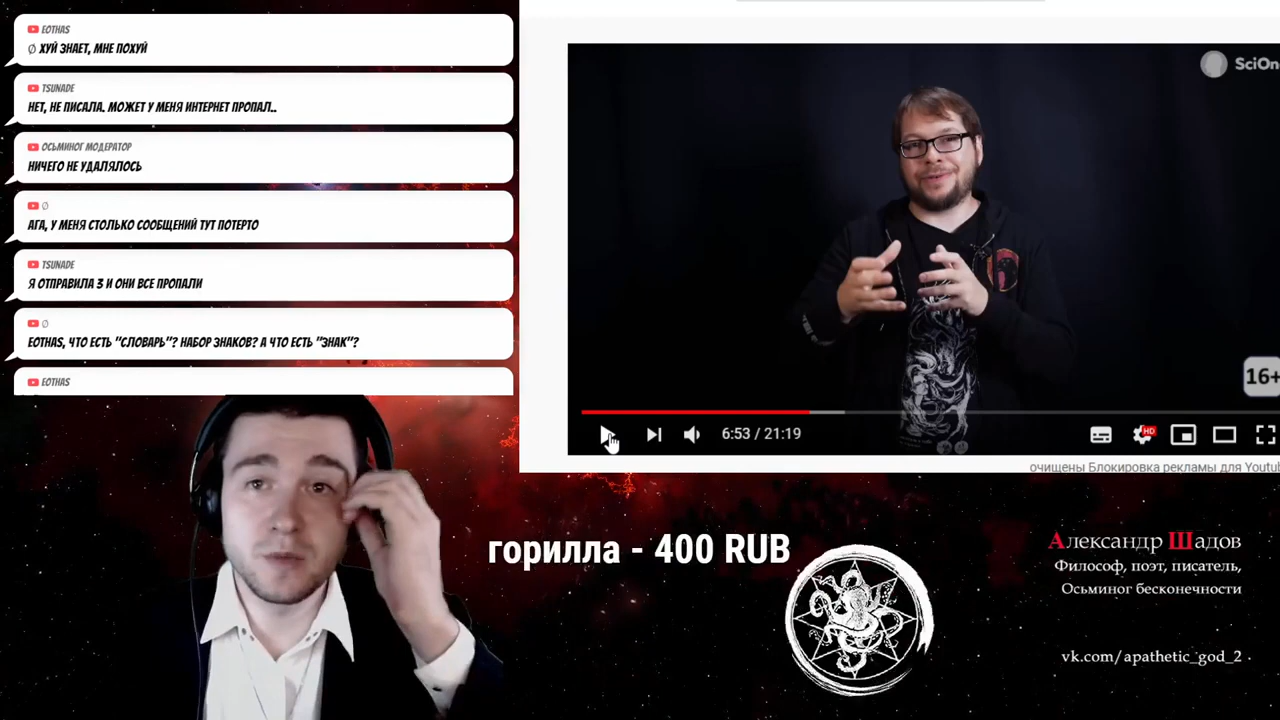 EOTHAS
Ø ХУЙ ЗНАЕТ, МНЕ ПОХУЙ
TSUNADE
НЕТ, НЕ ПИСАЛА. МОЖЕТ У МЕНЯ ИНТЕРНЕТ ПРОПАЛ..
ОСЬМИНОГ МОДЕРАТОР
НИЧЕГО НЕ УДАЛЯЛОСЬ
Ø
АГА, У МЕНЯ СТОЛЬКО СООБЩЕНИЙ ТУТ ПОТЕРТО
TSUNADE
Я ОТПРАВИЛА 3 И ОНИ ВСЕ ПРОПАЛИ
Ø
EOTHAS, ЧТО ЕСТЬ "СЛОВАРЬ"? НАБОР ЗНАКОВ? А ЧТО ЕСТЬ "ЗНАК"?
EOTHAS
SciOn
16+
6:53 / 21:19
HD
очищены Блокировка рекламы для Youtub
горилла - 400 RUB
Александр Шадов
Философ, поэт, писатель,
Осьминог бесконечности
vk.com/apathetic_god_2